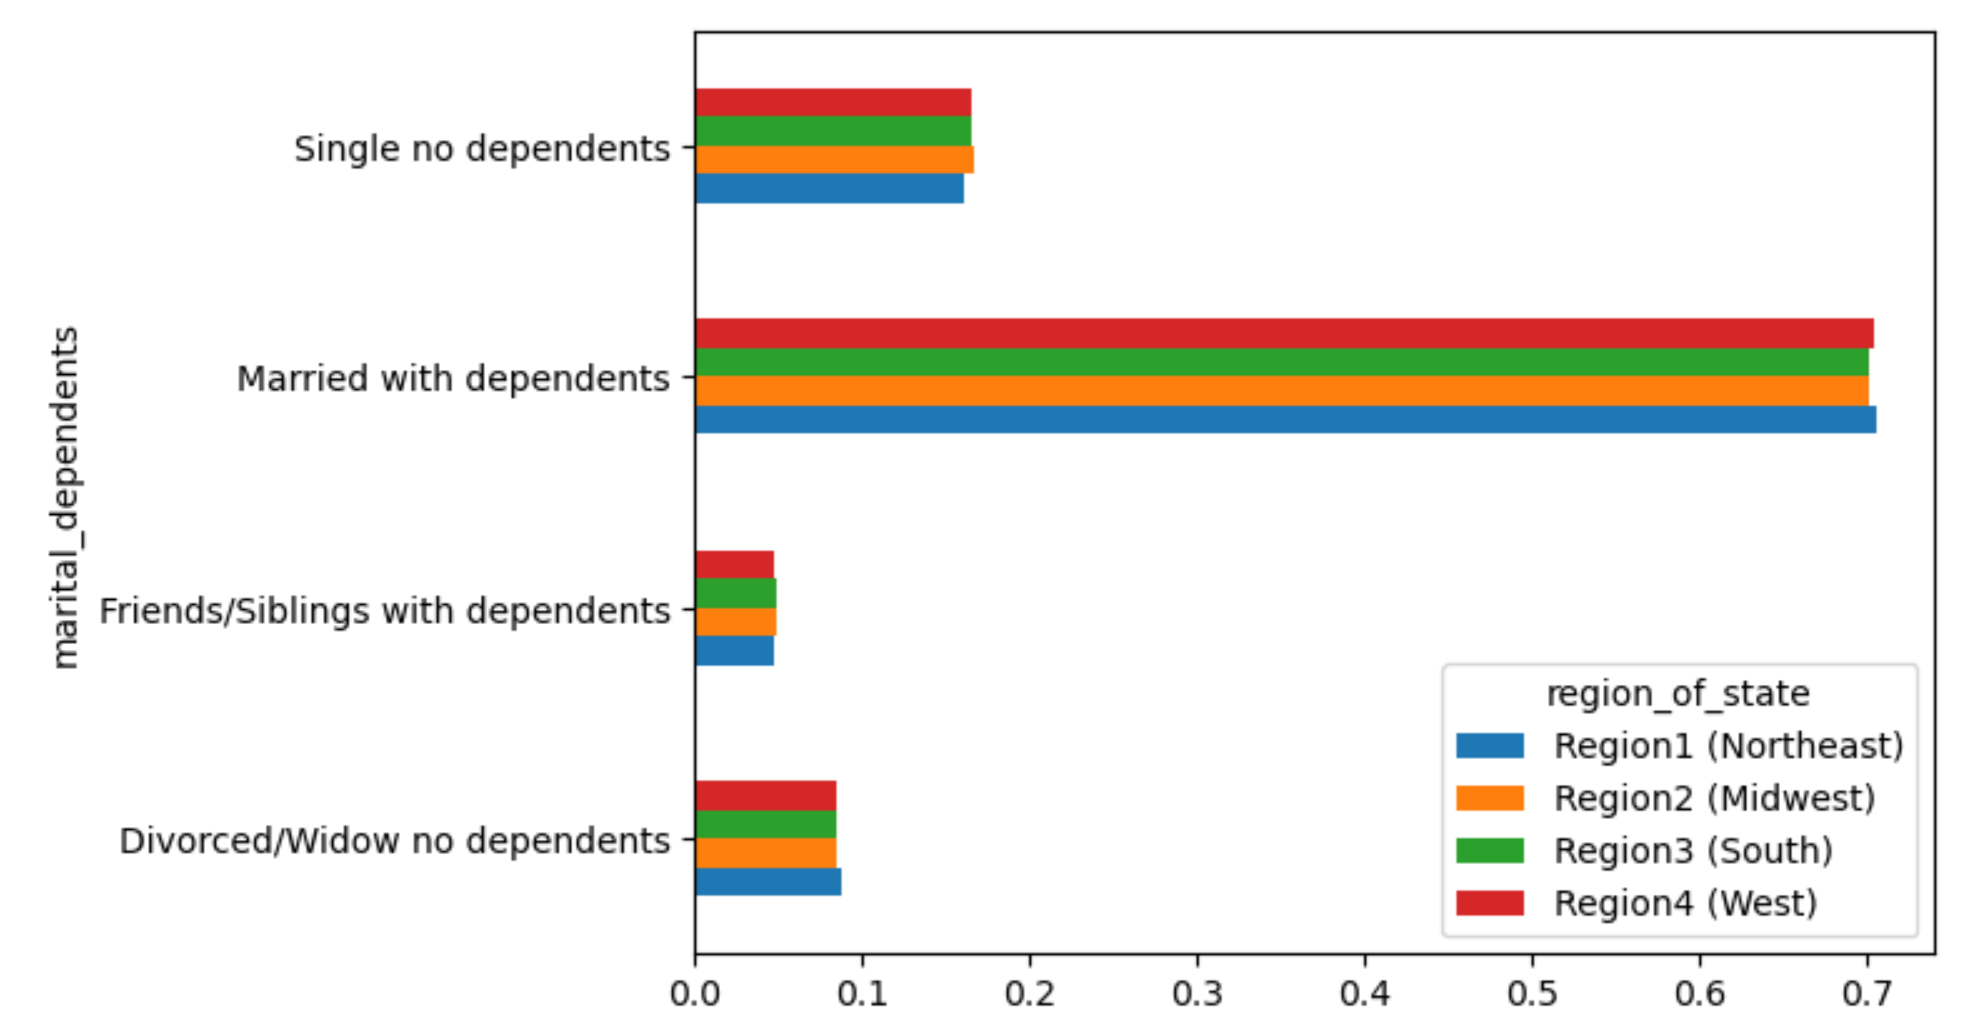 Single no dependents
Married with dependents
Friends/Siblings with dependents
Divorced/Widow no dependents
marital_dependents
region_of_state
Region1 (Northeast)
Region2 (Midwest)
Region3 (South)
Region4 (West)
0.0 0.1 0.2 0.3 0.4 0.5 0.6 0.7